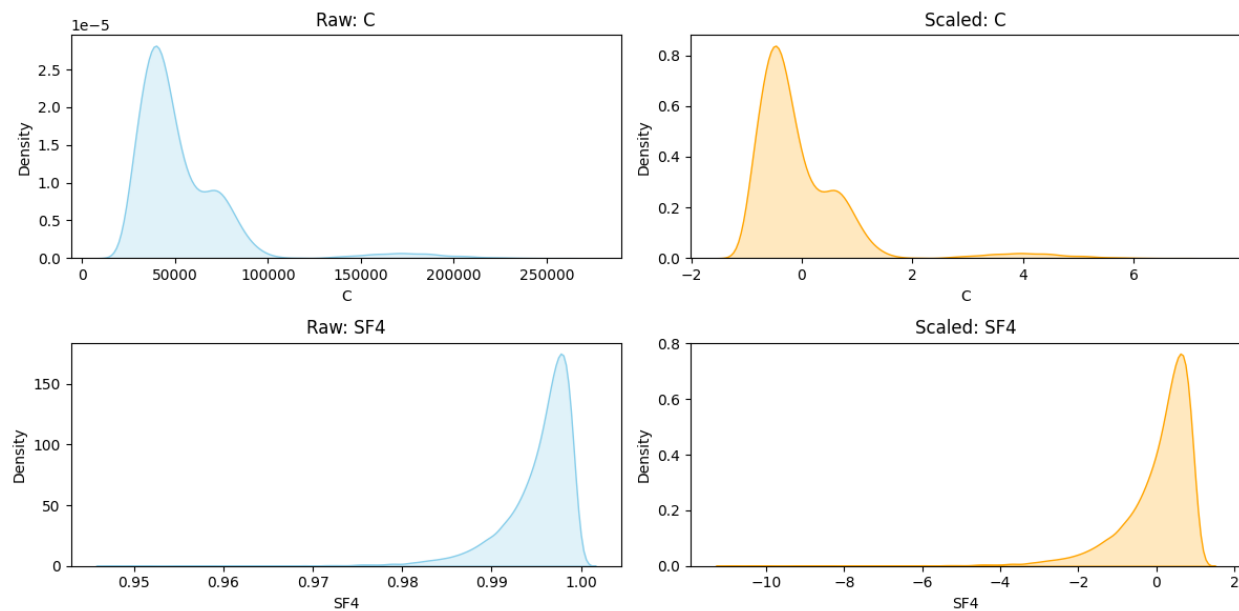 Raw: C
1e−5
2.5
2.0
1.5
1.0
0.5
0.0
Density
0 50000 100000 150000 200000 250000
C
Scaled: C
0.8
0.6
0.4
0.2
0.0
Density
−2 0 2 4 6
C
Raw: SF4
150
100
50
0
Density
0.95 0.96 0.97 0.98 0.99 1.00
SF4
Scaled: SF4
0.8
0.6
0.4
0.2
0.0
Density
−10 −8 −6 −4 −2 0 2
SF4